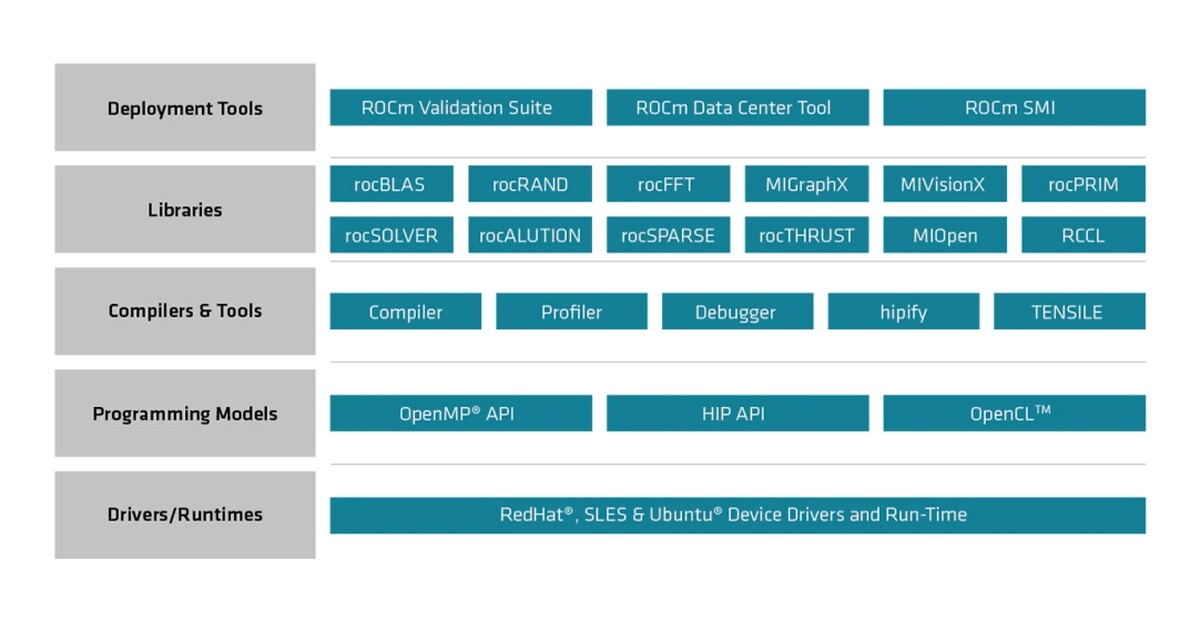 Deployment Tools
ROCm Validation Suite
ROCm Data Center Tool
ROCm SMI
Libraries
rocBLAS
rocRAND
rocFFT
MIGraphX
MIVisionX
rocPRIM
rocSOLVER
rocALUTION
rocSPARSE
rocTHRUST
MIOpen
RCCL
Compilers & Tools
Compiler
Profiler
Debugger
hipify
TENSILE
Programming Models
OpenMP® API
HIP API
OpenCL™
Drivers/Runtimes
RedHat®, SLES & Ubuntu® Device Drivers and Run-Time